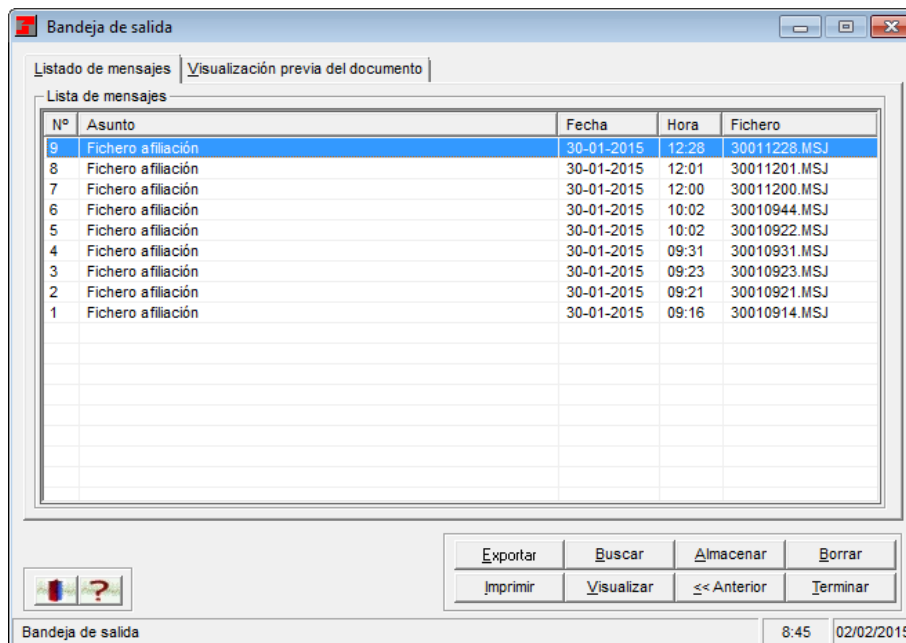 Bandeja de salida
Listado de mensajes Visualización previa del documento
Lista de mensajes
Nº Asunto Fecha Hora Fichero
9 Fichero afiliación 30-01-2015 12:28 30011228.MSJ
8 Fichero afiliación 30-01-2015 12:01 30011201.MSJ
7 Fichero afiliación 30-01-2015 12:00 30011200.MSJ
6 Fichero afiliación 30-01-2015 10:02 30010944.MSJ
5 Fichero afiliación 30-01-2015 10:02 30010922.MSJ
4 Fichero afiliación 30-01-2015 09:31 30010931.MSJ
3 Fichero afiliación 30-01-2015 09:23 30010923.MSJ
2 Fichero afiliación 30-01-2015 09:21 30010921.MSJ
1 Fichero afiliación 30-01-2015 09:16 30010914.MSJ
Exportar Buscar Almacenar Borrar
Imprimir Visualizar << Anterior Terminar
Bandeja de salida 8:45 02/02/2015